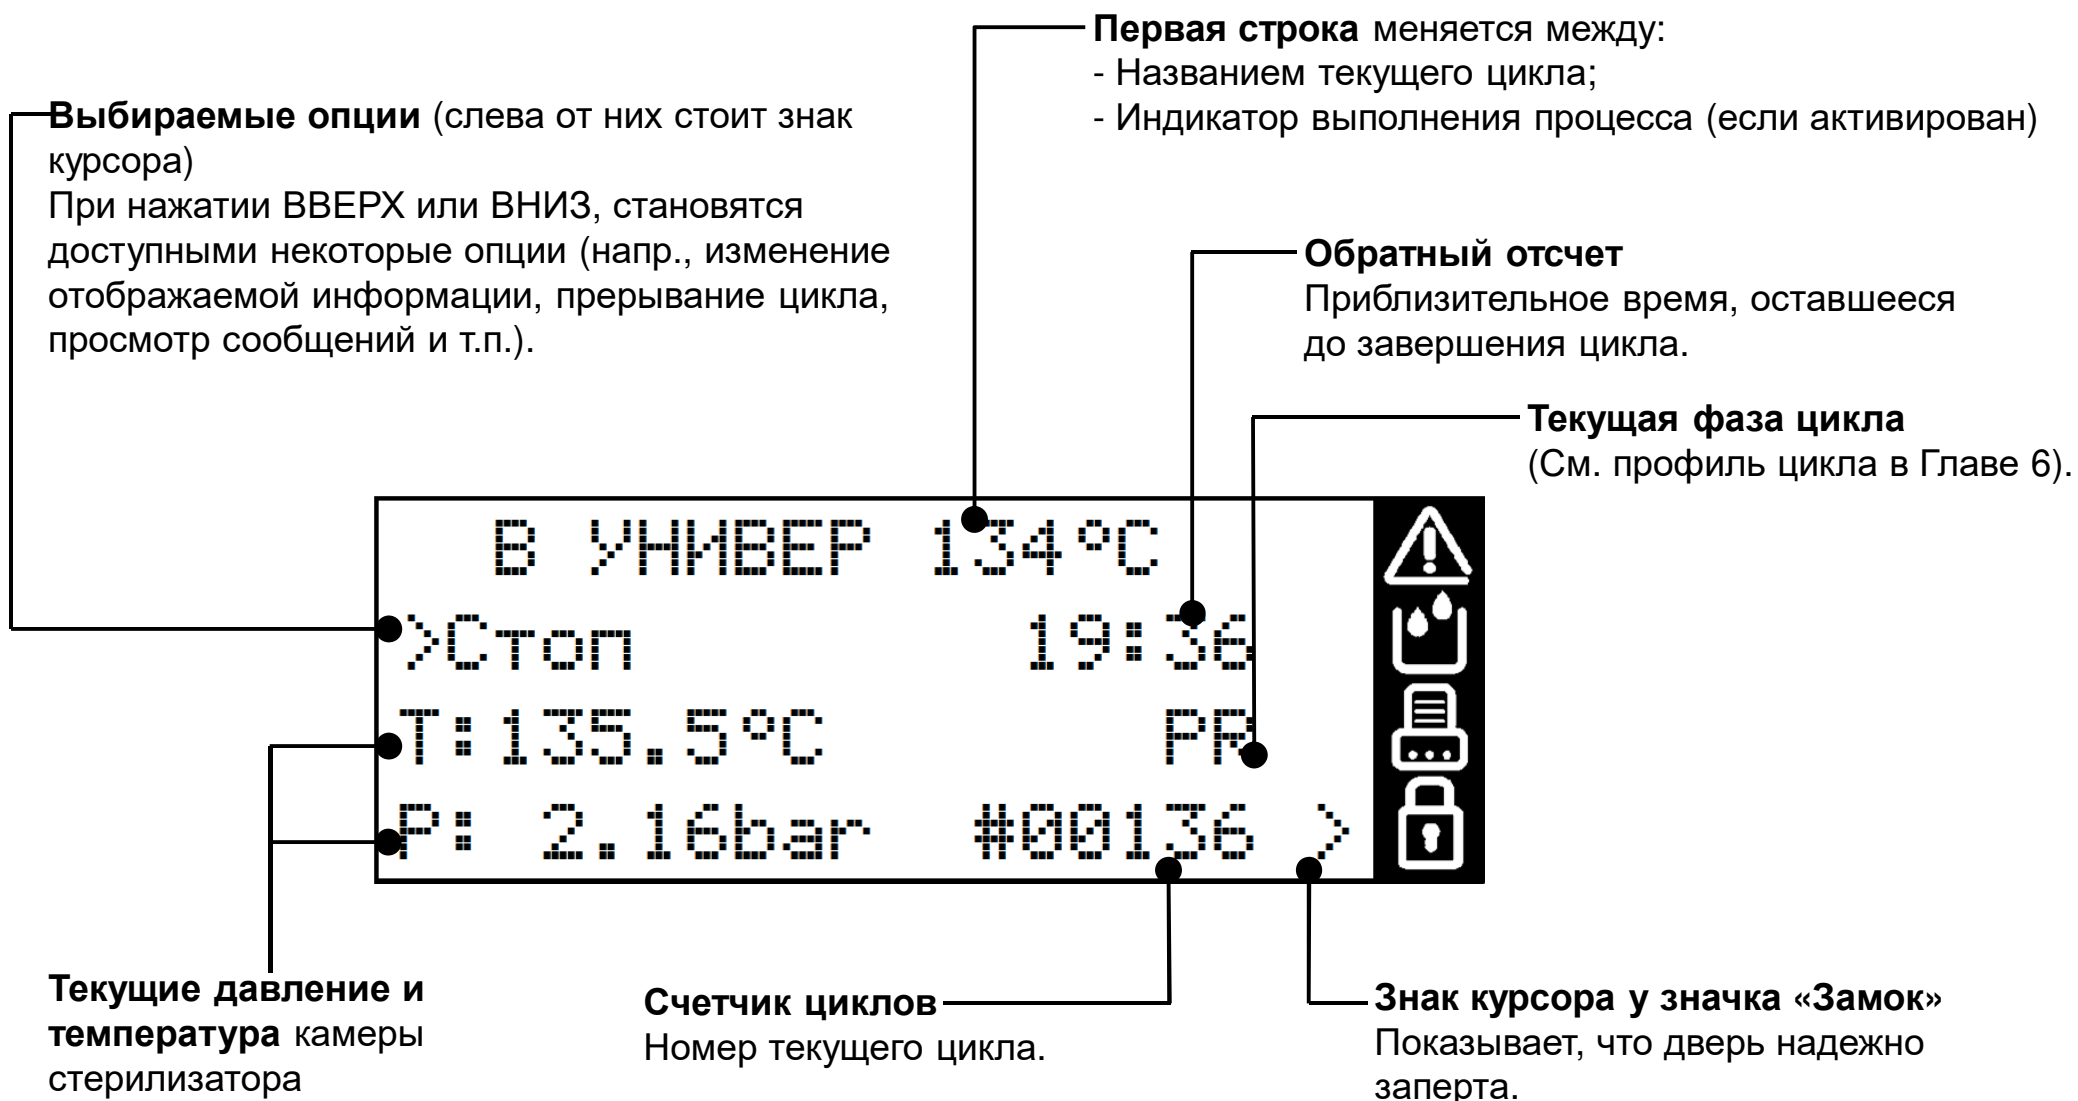 Первая строка меняется между:
- Названием текущего цикла;
- Индикатор выполнения процесса (если активирован)
Выбираемые опции (слева от них стоит знак
курсора)
При нажатии ВВЕРХ или ВНИЗ, становятся
доступными некоторые опции (напр., изменение
отображаемой информации, прерывание цикла,
просмотр сообщений и т.п.).
Обратный отсчет
Приблизительное время, оставшееся
до завершения цикла.
Текущая фаза цикла
(См. профиль цикла в Главе 6).
В УНИВЕР 134°C
>Стоп 19:36
T:135.5°C PR
P: 2.16bar #00136 >
Текущие давление и
температура камеры
стерилизатора
Счетчик циклов
Номер текущего цикла.
Знак курсора у значка «Замок»
Показывает, что дверь надежно
заперта.